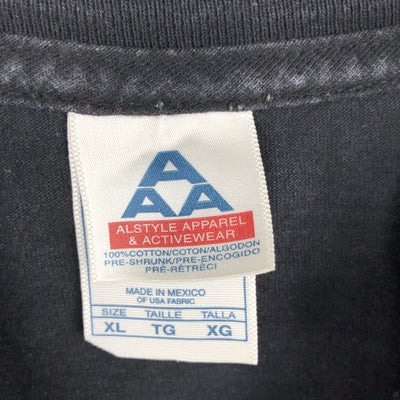 A
A A
ALSTYLE APPAREL
& ACTIVEWEAR
100% COTTON/COTON/ALGODON
PRE-SHRUNK/PRE-ENCOGIDO
PRÉ-RÉTRÉCI
MADE IN MEXICO
OF USA FABRIC
SIZE TAILLE TALLA
XL TG XG